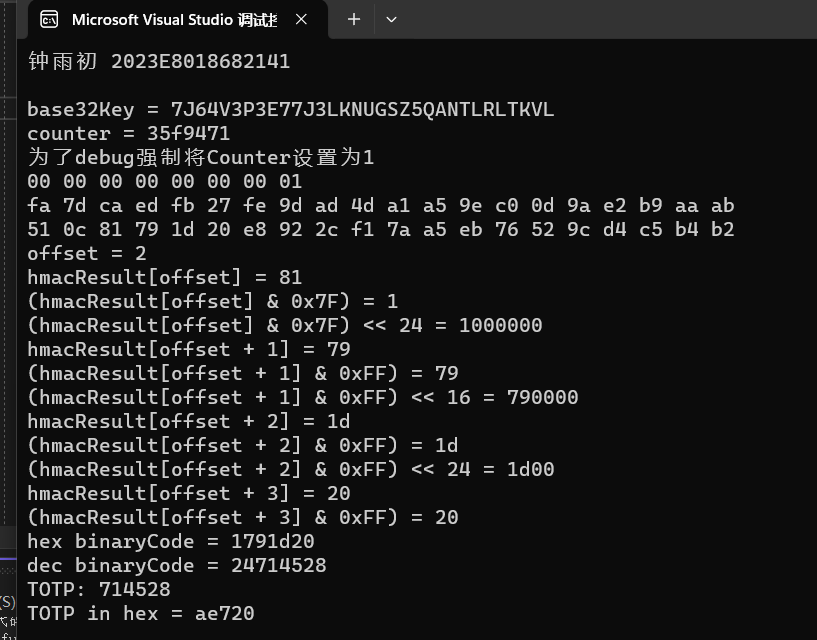 Microsoft Visual Studio 调试
钟雨初 2023E8018682141
base32Key = 7J64V3P3E77J3LKNUGSZ5QANTLRLTKVL
counter = 35f9471
为了debug强制将Counter设置为1
00 00 00 00 00 00 00 01
fa 7d ca ed fb 27 fe 9d ad 4d a1 a5 9e c0 0d 9a e2 b9 aa ab
51 0c 81 79 1d 20 e8 92 2c f1 7a a5 eb 76 52 9c d4 c5 b4 b2
offset = 2
hmacResult[offset] = 81
(hmacResult[offset] & 0x7F) = 1
(hmacResult[offset] & 0x7F) << 24 = 1000000
hmacResult[offset + 1] = 79
(hmacResult[offset + 1] & 0xFF) = 79
(hmacResult[offset + 1] & 0xFF) << 16 = 790000
hmacResult[offset + 2] = 1d
(hmacResult[offset + 2] & 0xFF) = 1d
(hmacResult[offset + 2] & 0xFF) << 24 = 1d00
hmacResult[offset + 3] = 20
(hmacResult[offset + 3] & 0xFF) = 20
hex binaryCode = 1791d20
dec binaryCode = 24714528
TOTP: 714528
TOTP in hex = ae720
(S)